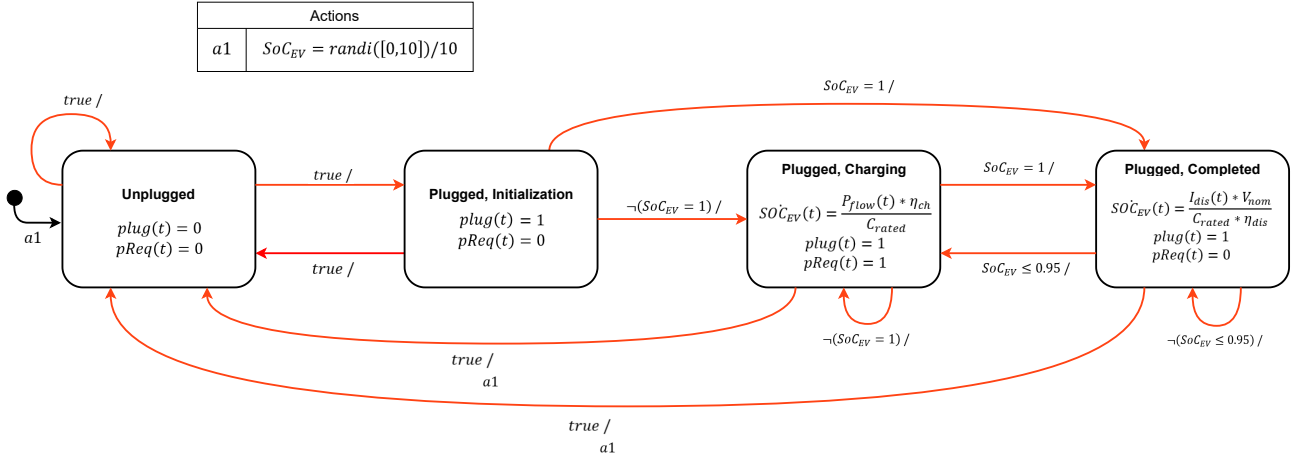 Actions
a1 SoC_EV = randi([0,10])/10
true /
SoC_EV = 1 /
a1
Unplugged
plug(t) = 0
pReq(t) = 0
true /
true /
Plugged, Initialization
plug(t) = 1
pReq(t) = 0
¬(SoC_EV = 1) /
Plugged, Charging
SȮC_EV(t) = P_flow(t) * η_ch / C_rated
plug(t) = 1
pReq(t) = 1
SoC_EV = 1 /
SoC_EV ≤ 0.95 /
Plugged, Completed
SȮC_EV(t) = I_dis(t) * V_nom / C_rated * η_dis
plug(t) = 1
pReq(t) = 0
¬(SoC_EV = 1) /
¬(SoC_EV ≤ 0.95) /
true /
a1
true /
a1